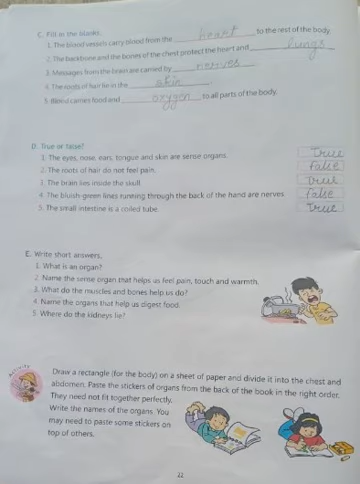 C. Fill in the blanks.
1. The blood vessels carry blood from the heart to the rest of the body.
2. The backbone and the bones of the chest protect the heart and lungs
3. Messages from the brain are carried by nerves
4. The roots of hair lie in the skin
5. Blood carries food and oxygen to all parts of the body.
D. True or false?
1. The eyes, nose, ears, tongue and skin are sense organs. True
2. The roots of hair do not feel pain. False
3. The brain lies inside the skull. True
4. The bluish-green lines running through the back of the hand are nerves. False
5. The small intestine is a coiled tube. True
E. Write short answers.
1. What is an organ?
2. Name the sense organ that helps us feel pain, touch and warmth.
3. What do the muscles and bones help us do?
4. Name the organs that help us digest food.
5. Where do the kidneys lie?
Draw a rectangle (for the body) on a sheet of paper and divide it into the chest and
abdomen. Paste the stickers of organs from the back of the book in the right order.
They need not fit together perfectly.
Write the names of the organs. You
may need to paste some stickers on
top of others.
22